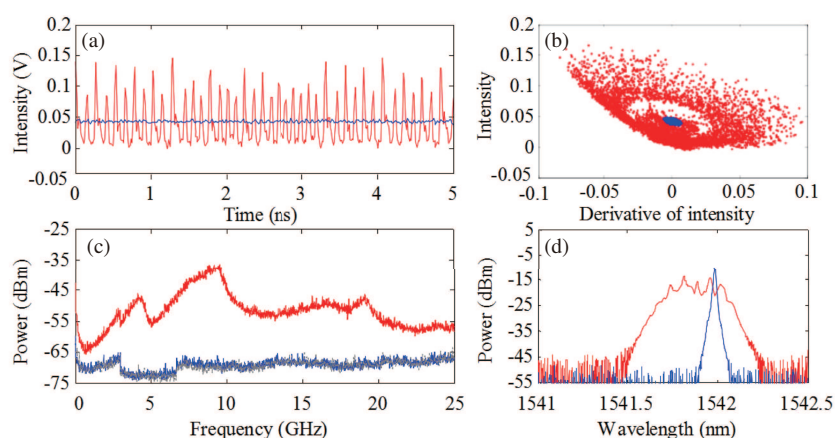 0.2
(a)
0.15
0.1
0.05
0
-0.05
Intensity (V)
0 1 2 3 4 5
Time (ns)
0.2
(b)
0.15
0.1
0.05
0
0.05
Intensity
-0.1 -0.05 0 0.05 0.1
Derivative of intensity
-25
(c)
-35
-45
-55
-65
-75
Power (dBm)
0 5 10 15 20 25
Frequency (GHz)
5
(d)
-5
-15
-25
-35
-45
-55
Power (dBm)
1541 1541.5 1542 1542.5
Wavelength (nm)